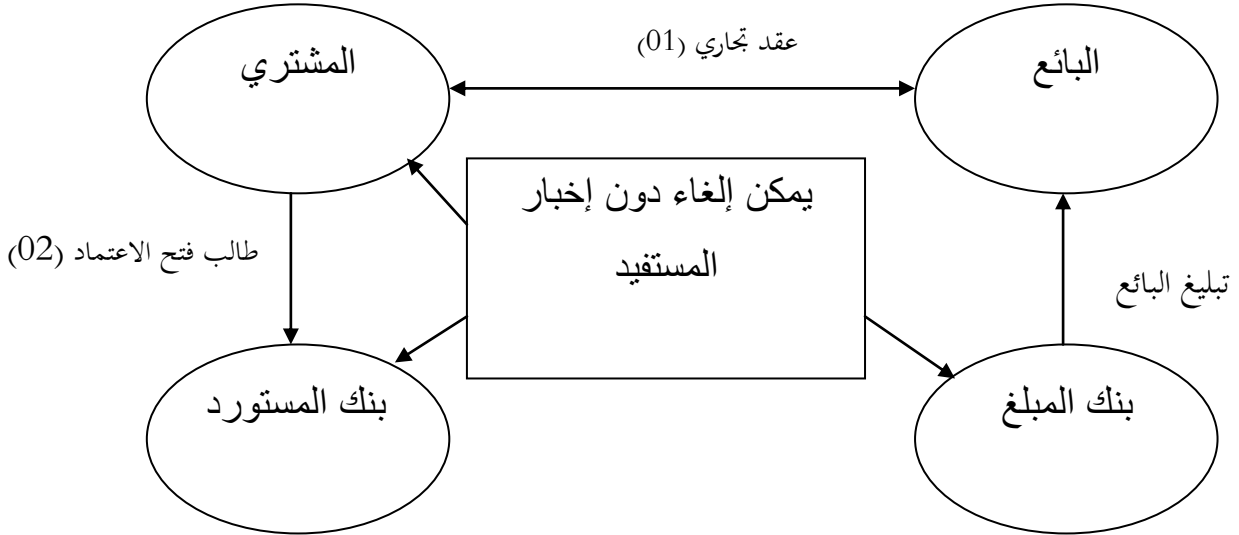 البائع
عقد تجاري (01)
المشتري
يمكن إلغاء دون إخبار
المستفيد
طالب فتح الاعتماد (02)
تبليغ البائع
بنك المبلغ
بنك المستورد